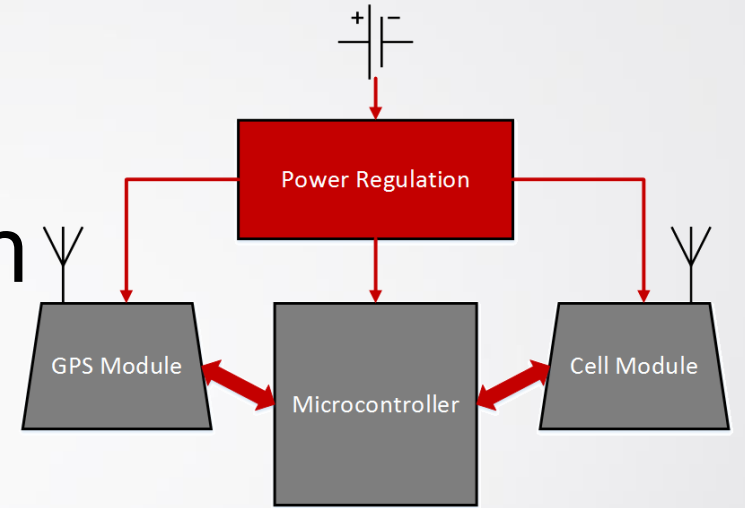 + −
Power Regulation
n
GPS Module
Cell Module
Microcontroller